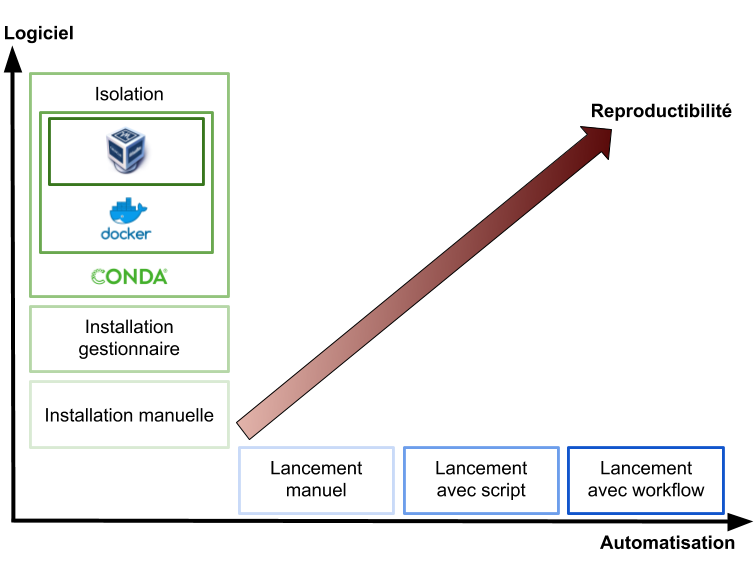 Logiciel
Isolation
Reproductibilité
docker
CONDA
Installation
gestionnaire
Installation manuelle
Lancement
manuel
Lancement
avec script
Lancement
avec workflow
Automatisation